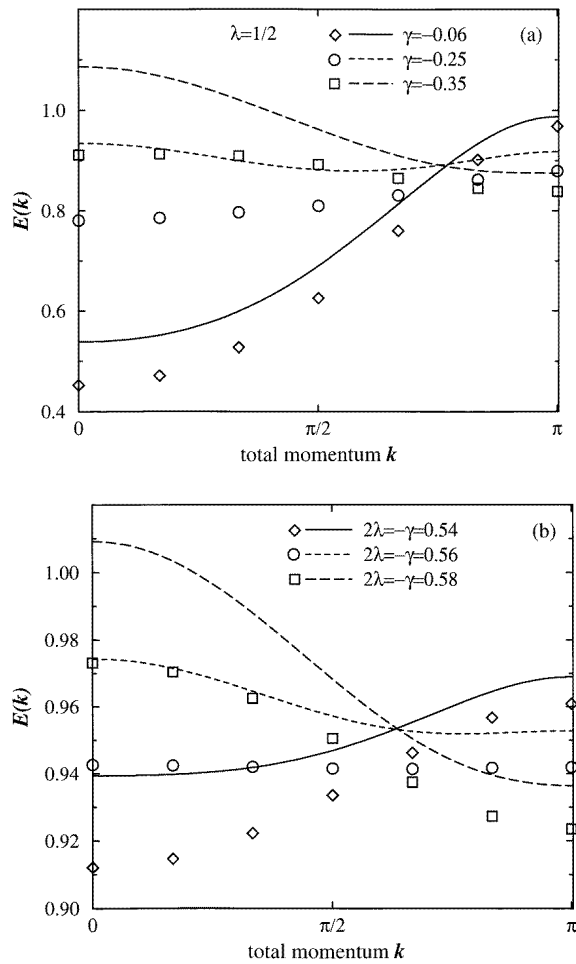 λ=1/2
γ=−0.06
(a)
γ=−0.25
γ=−0.35
1.0
0.8
0.6
0.4
E(k)
0
π/2
π
total momentum k
2λ=−γ=0.54
(b)
2λ=−γ=0.56
2λ=−γ=0.58
1.00
0.98
0.96
0.94
0.92
0.90
E(k)
0
π/2
π
total momentum k